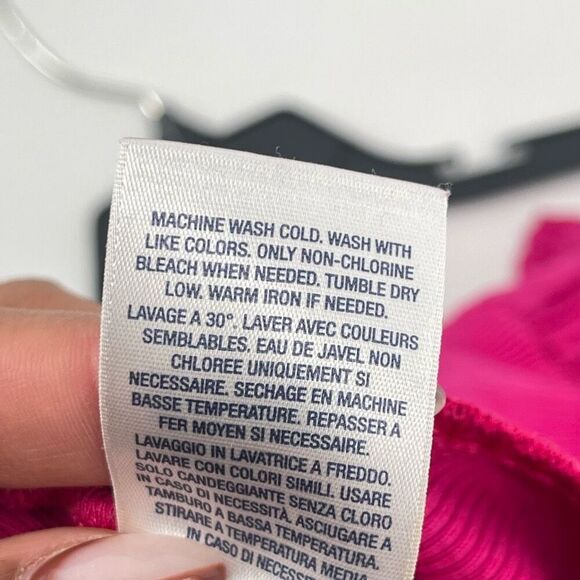 MACHINE WASH COLD. WASH WITH
LIKE COLORS. ONLY NON-CHLORINE
BLEACH WHEN NEEDED. TUMBLE DRY
LOW. WARM IRON IF NEEDED.
LAVAGE A 30°. LAVER AVEC COULEURS
SEMBLABLES. EAU DE JAVEL NON
CHLOREE UNIQUEMENT SI
NECESSAIRE. SECHAGE EN MACHINE
BASSE TEMPERATURE. REPASSER A
FER MOYEN SI NECESSAIRE.
LAVAGGIO IN LAVATRICE A FREDDO.
LAVARE CON COLORI SIMILI. USARE
SOLO CANDEGGIANTE SENZA CLORO
IN CASO DI NECESSITÀ. ASCIUGARE A
TAMBURO A BASSA TEMPERATURA.
STIRARE A TEMPERATURA MEDIA
IN CASO DI